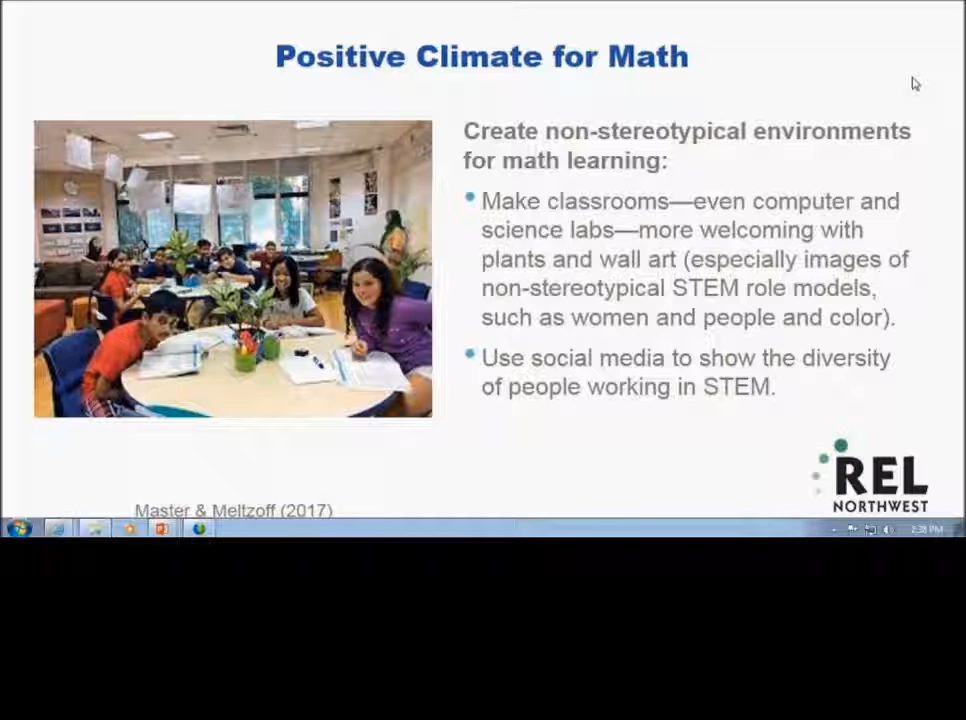 Positive Climate for Math
Create non-stereotypical environments
for math learning:
• Make classrooms—even computer and
science labs—more welcoming with
plants and wall art (especially images of
non-stereotypical STEM role models,
such as women and people and color).
• Use social media to show the diversity
of people working in STEM.
REL
NORTHWEST
Master & Meltzoff (2017)
2:38 PM